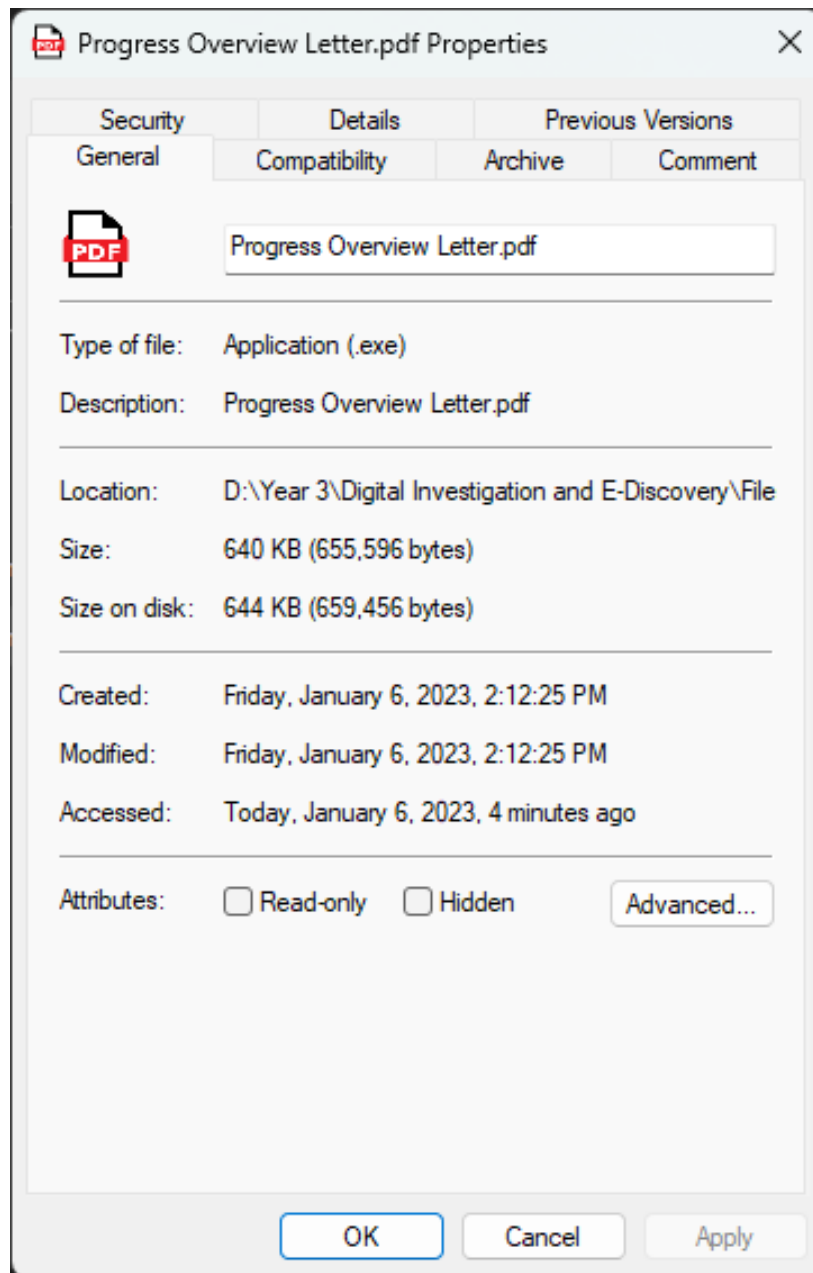 PDF Progress Overview Letter.pdf Properties
Security Details Previous Versions
General Compatibility Archive Comment
PDF Progress Overview Letter.pdf
Type of file: Application (.exe)
Description: Progress Overview Letter.pdf
Location: D:\Year 3\Digital Investigation and E-Discovery\File
Size: 640 KB (655,596 bytes)
Size on disk: 644 KB (659,456 bytes)
Created: Friday, January 6, 2023, 2:12:25 PM
Modified: Friday, January 6, 2023, 2:12:25 PM
Accessed: Today, January 6, 2023, 4 minutes ago
Attributes: Read-only Hidden Advanced...
OK Cancel Apply